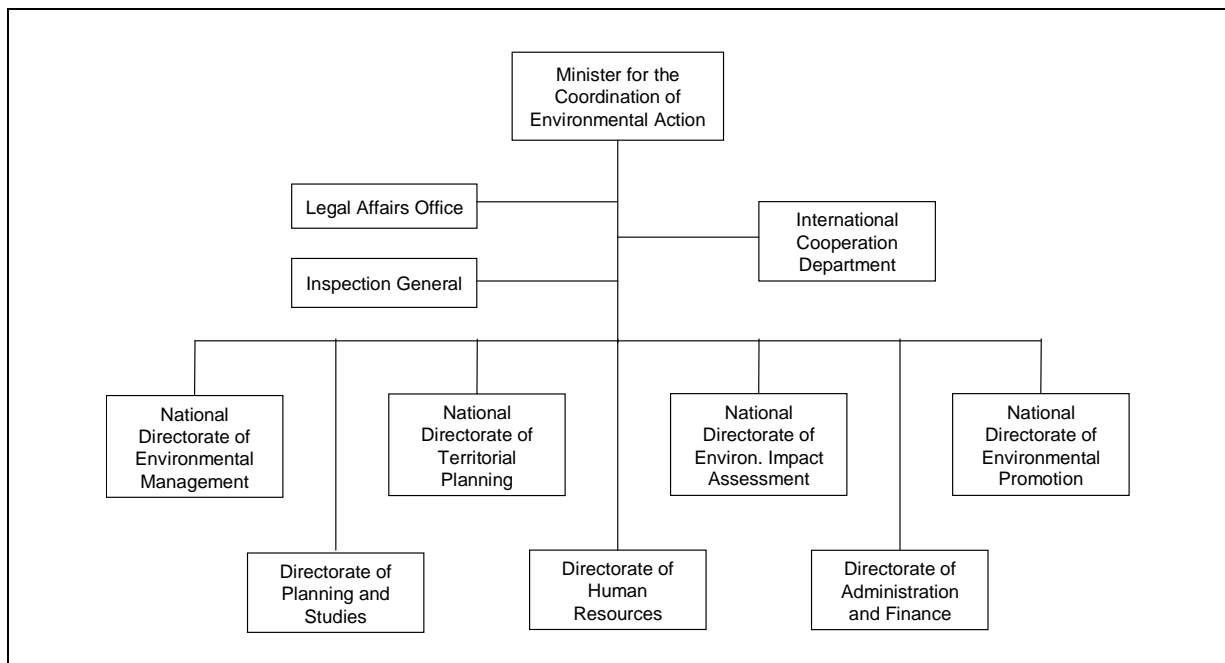 Minister for the
Coordination of
Environmental Action
Legal Affairs Office
International
Cooperation
Department
Inspection General
National
Directorate of
Environmental
Management
National
Directorate of
Territorial
Planning
National
Directorate of
Environ. Impact
Assessment
National
Directorate of
Environmental
Promotion
Directorate of
Planning and
Studies
Directorate of
Human
Resources
Directorate of
Administration
and Finance